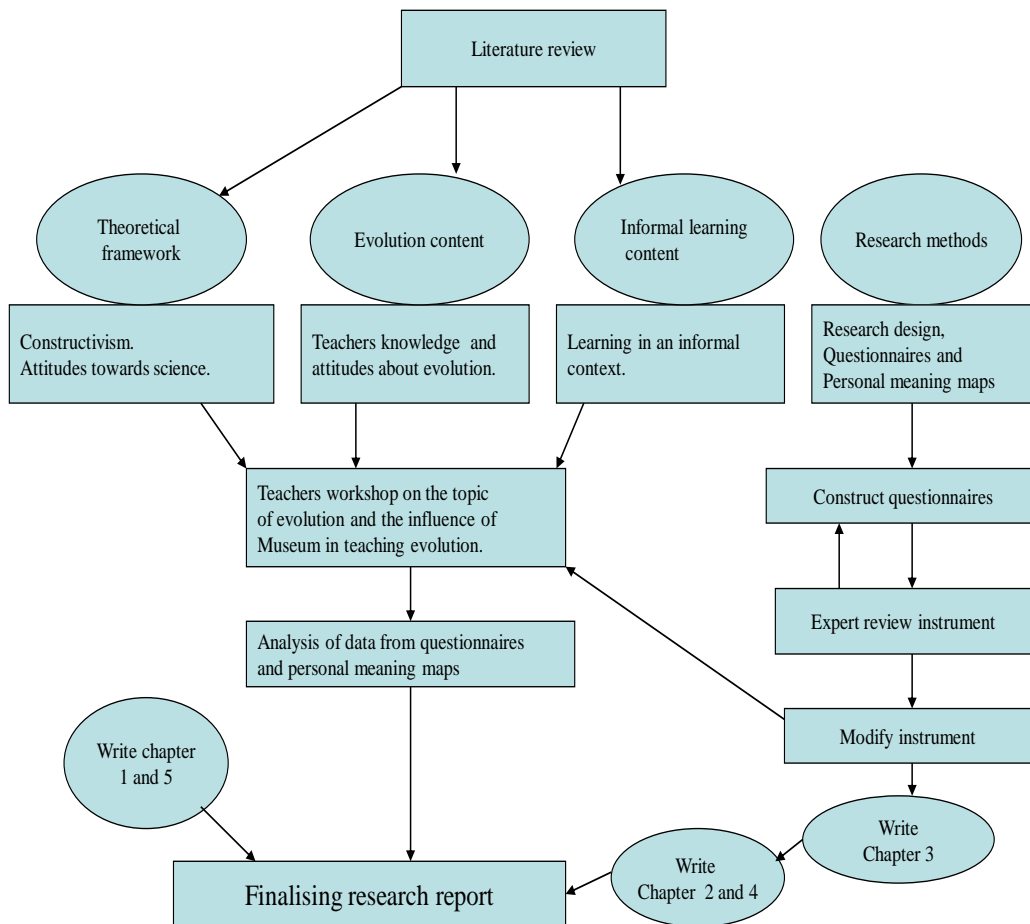 Literature review
Theoretical
framework
Evolution content
Informal learning
content
Research methods
Constructivism.
Attitudes towards science.
Teachers knowledge and
attitudes about evolution.
Learning in an informal
context.
Research design,
Questionnaires and
Personal meaning maps
Teachers workshop on the topic
of evolution and the influence of
Museum in teaching evolution.
Construct questionnaires
Expert review instrument
Analysis of data from questionnaires
and personal meaning maps
Modify instrument
Write chapter
1 and 5
Write
Chapter 3
Write
Chapter 2 and 4
Finalising research report